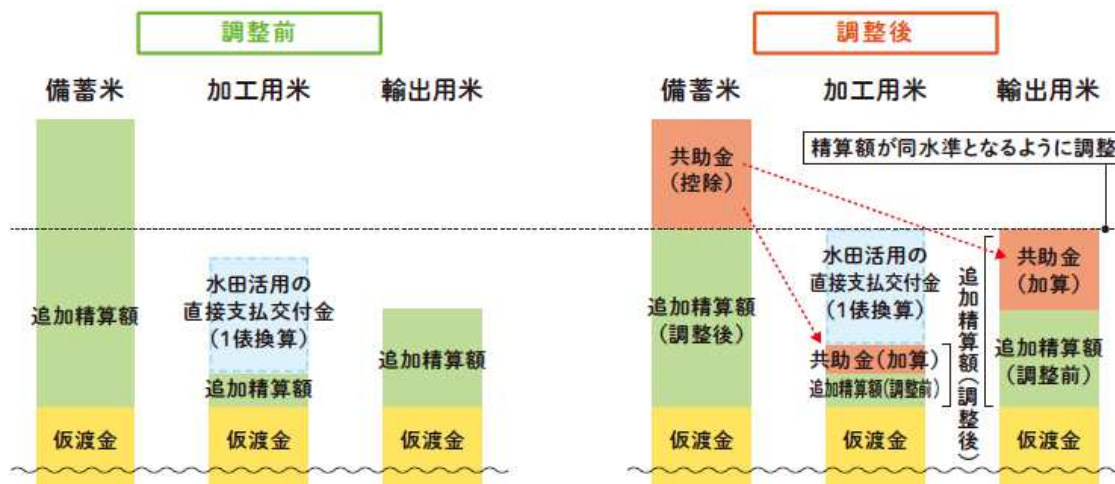 調整前
備蓄米
加工用米
輸出用米
追加精算額
水田活用の
直接支払交付金
(1俵換算)
追加精算額
追加精算額
仮渡金
仮渡金
仮渡金
調整後
備蓄米
加工用米
輸出用米
精算額が同水準となるように調整
共助金
(控除)
追加精算額
(調整後)
水田活用の
直接支払交付金
(1俵換算)
共助金(加算)
追加精算額(調整前)
追加精算額(調整後)
共助金
(加算)
追加精算額
(調整前)
仮渡金
仮渡金
仮渡金